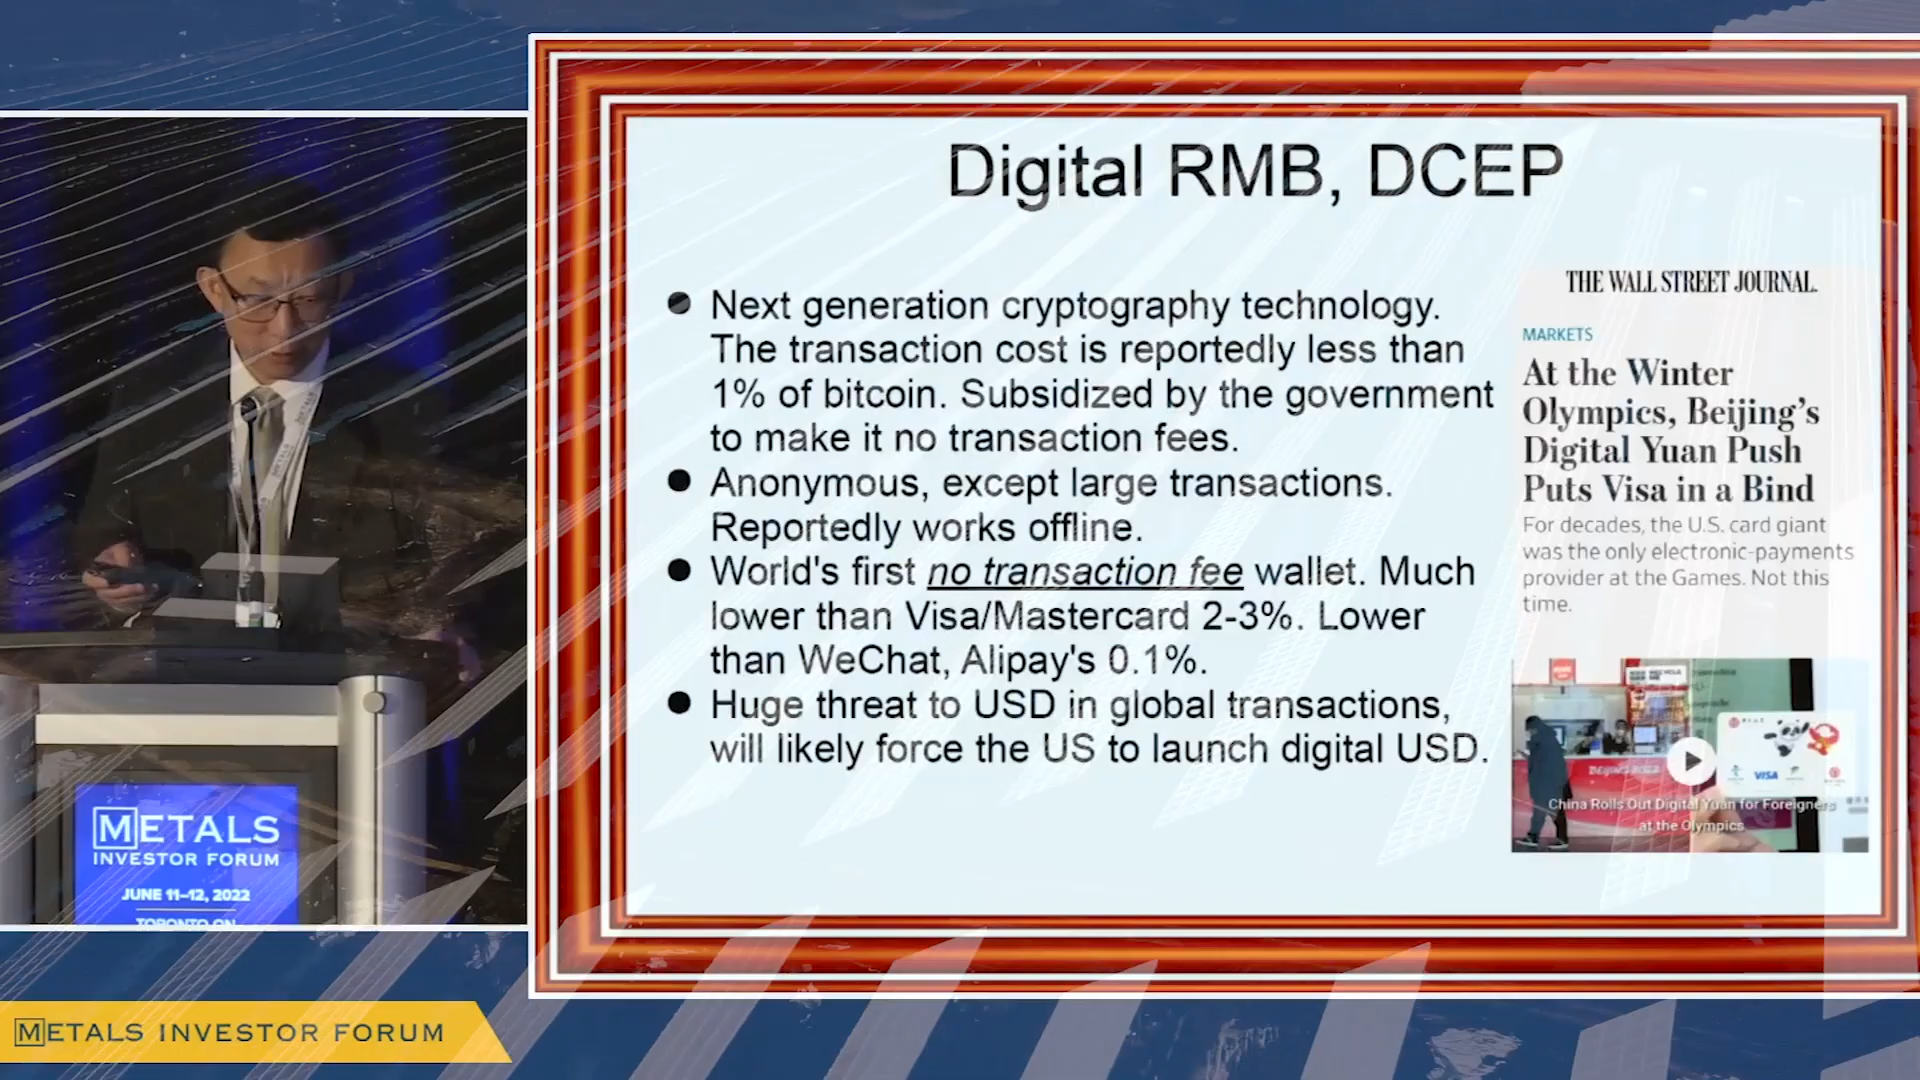 Digital RMB, DCEP
Next generation cryptography technology.
The transaction cost is reportedly less than
1% of bitcoin. Subsidized by the government
to make it no transaction fees.
Anonymous, except large transactions.
Reportedly works offline.
World's first no transaction fee wallet. Much
lower than Visa/Mastercard 2-3%. Lower
than WeChat, Alipay's 0.1%.
Huge threat to USD in global transactions,
will likely force the US to launch digital USD.
THE WALL STREET JOURNAL.
MARKETS
At the Winter
Olympics, Beijing's
Digital Yuan Push
Puts Visa in a Bind
For decades, the U.S. card giant
was the only electronic-payments
provider at the Games. Not this
time.
VISA
China Rolls Out Digital Yuan for Foreigners
at the Olympics
METALS
INVESTOR FORUM
JUNE 11–12, 2022
TORONTO ON
METALS INVESTOR FORUM